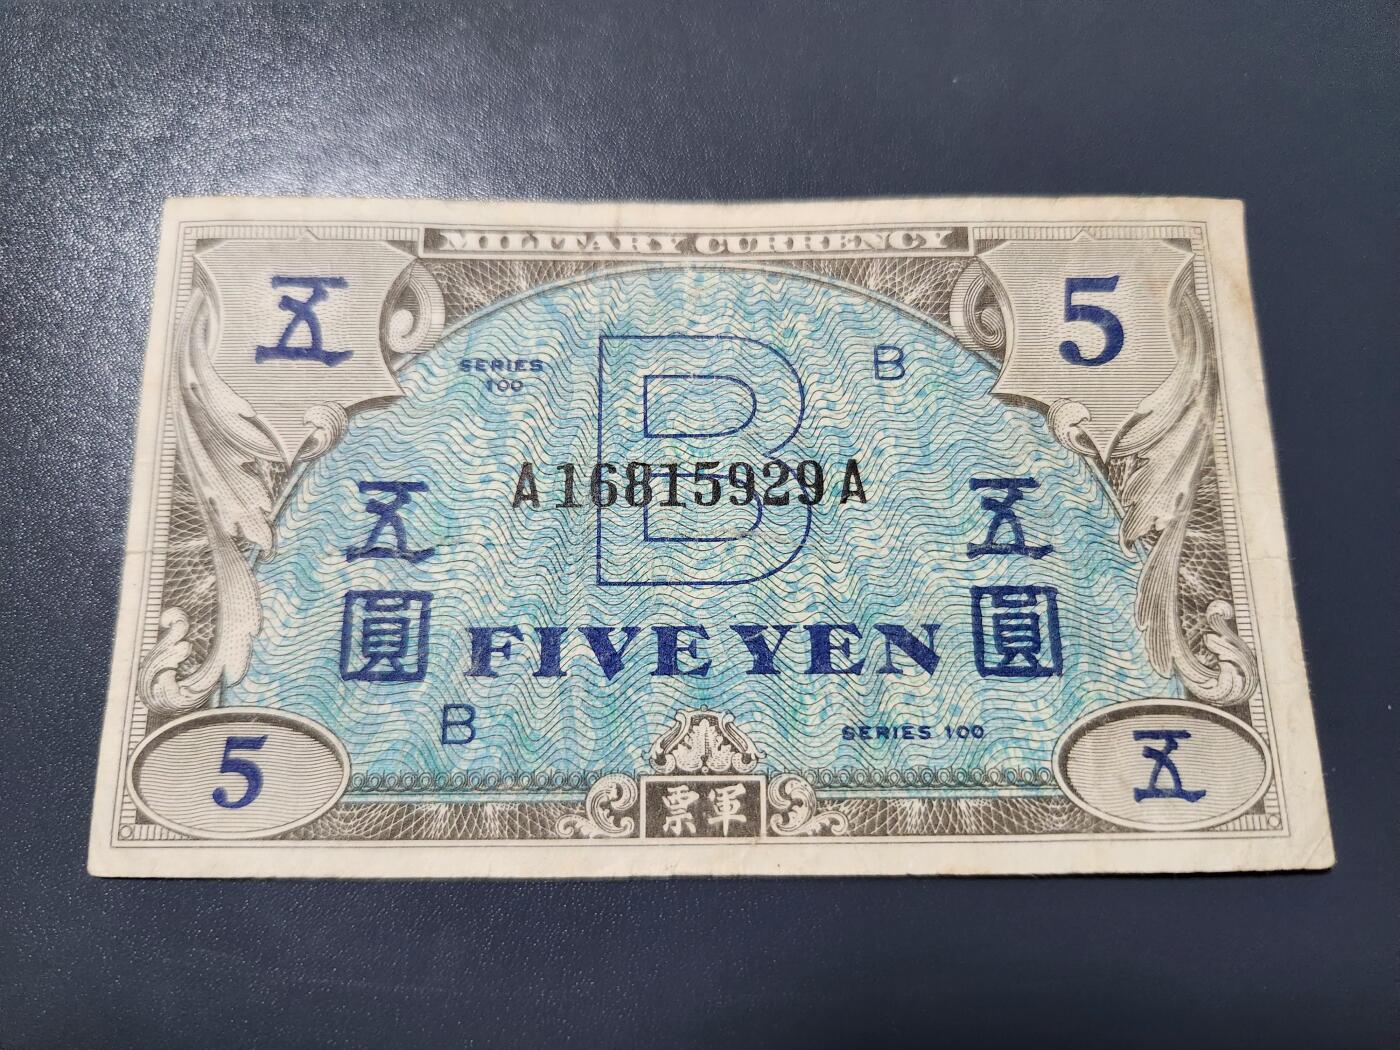 MILITARY CURRENCY
五
5
SERIES
100
B
B
A16815929A
五
圓
五
圓
FIVE YEN
B
SERIES 100
5
票軍
五